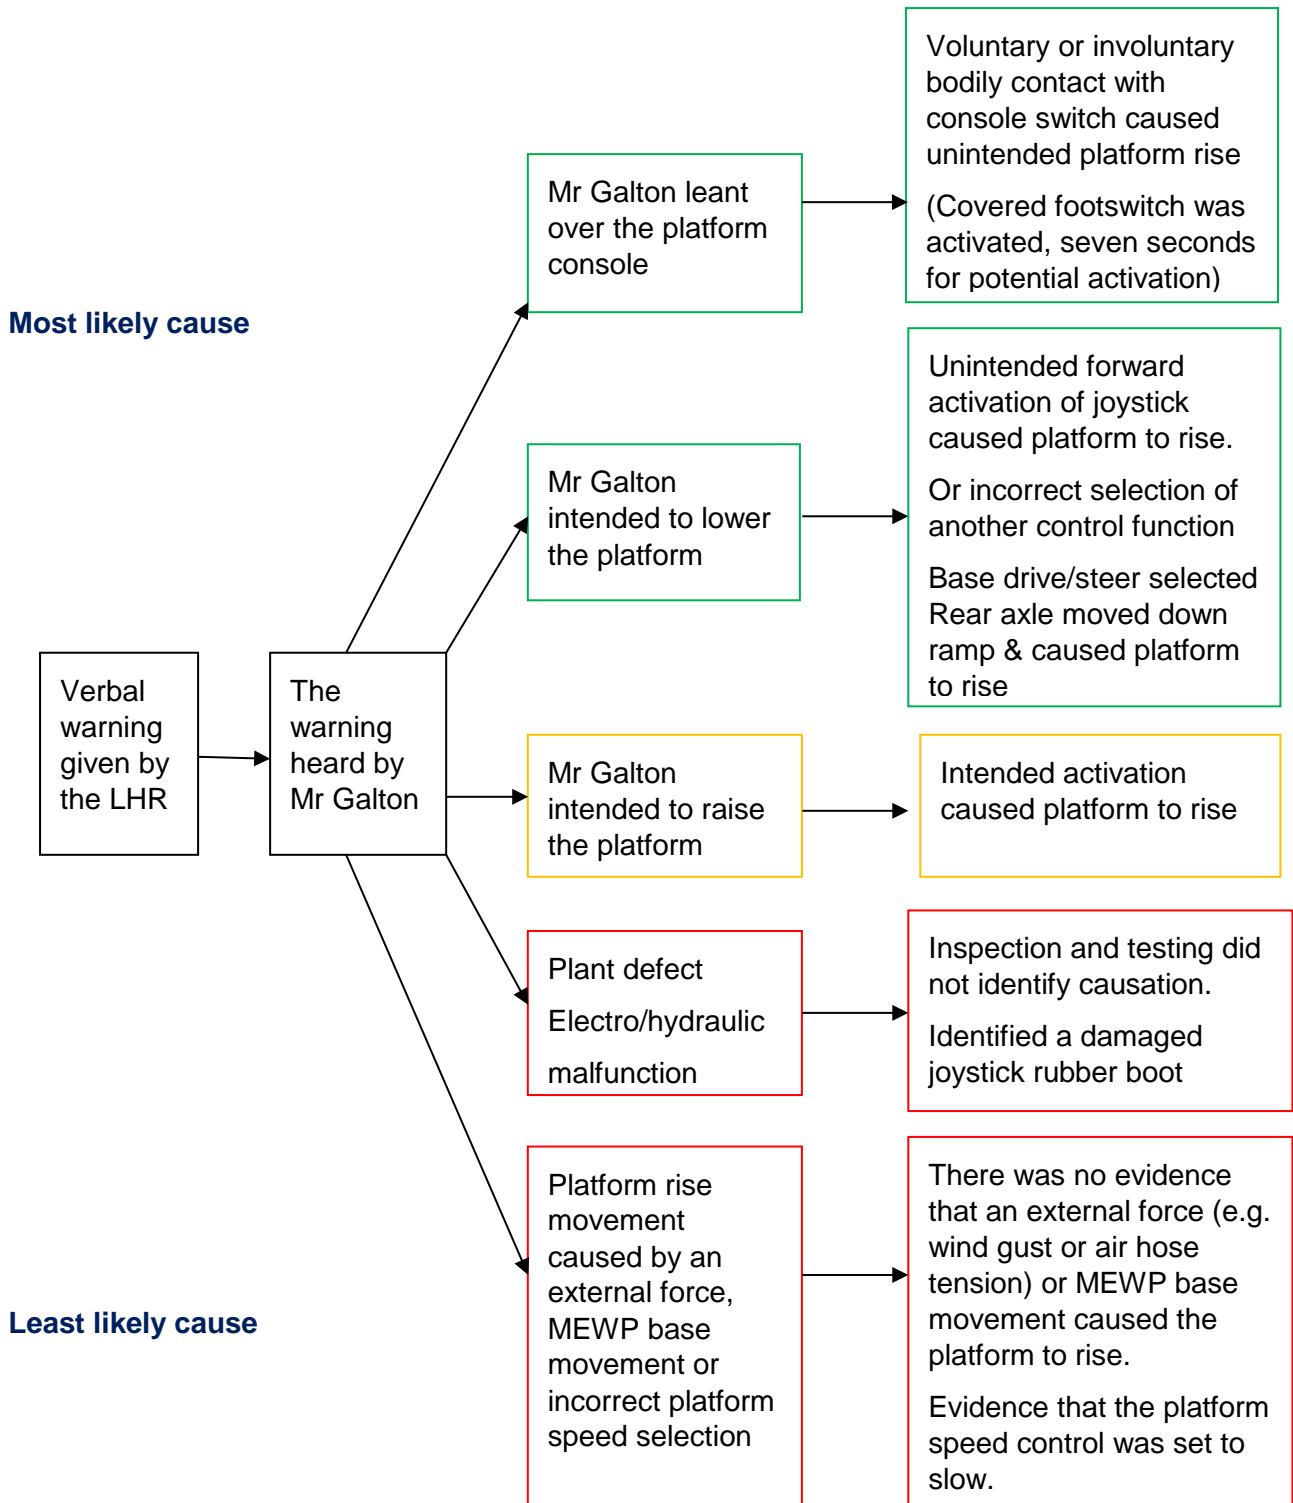 Most likely cause
Verbal
warning
given by
the LHR
The
warning
heard by
Mr Galton
Mr Galton leant
over the platform
console
Voluntary or involuntary
bodily contact with
console switch caused
unintended platform rise
(Covered footswitch was
activated, seven seconds
for potential activation)
Mr Galton
intended to lower
the platform
Unintended forward
activation of joystick
caused platform to rise.
Or incorrect selection of
another control function
Base drive/steer selected
Rear axle moved down
ramp & caused platform
to rise
Mr Galton
intended to raise
the platform
Intended activation
caused platform to rise
Plant defect
Electro/hydraulic
malfunction
Inspection and testing did
not identify causation.
Identified a damaged
joystick rubber boot
Least likely cause
Platform rise
movement
caused by an
external force,
MEWP base
movement or
incorrect platform
speed selection
There was no evidence
that an external force (e.g.
wind gust or air hose
tension) or MEWP base
movement caused the
platform to rise.
Evidence that the platform
speed control was set to
slow.